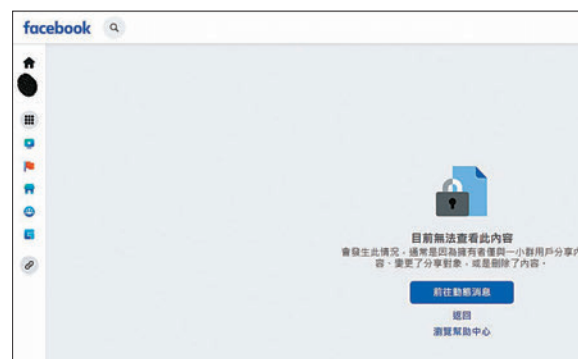 facebook
目前無法查看此內容
會發生此情況，通常是因為擁有者僅與一小群用戶分享內
容、變更了分享對象，或是刪除了內容。
前往動態消息
返回
瀏覽幫助中心